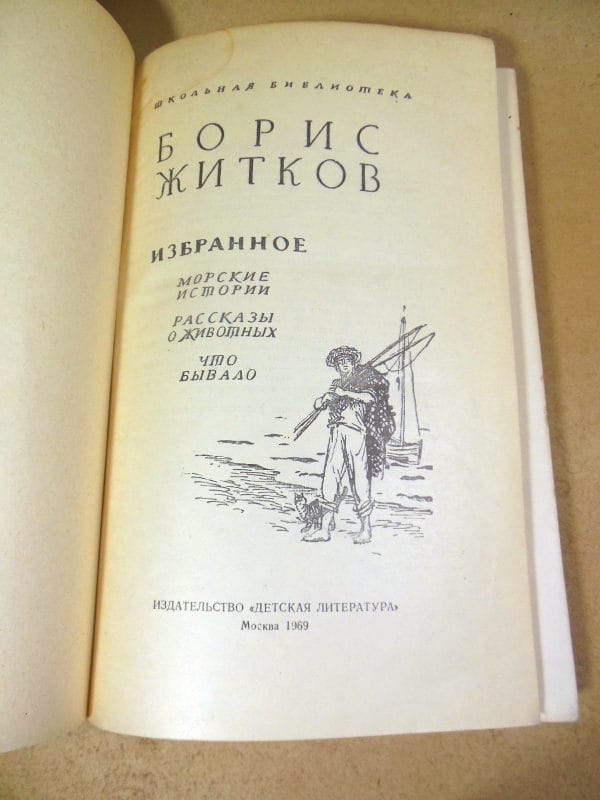 ШКОЛЬНАЯ БИБЛИОТЕКА
БОРИС
ЖИТКОВ
ИЗБРАННОЕ
МОРСКИЕ
ИСТОРИИ
РАССКАЗЫ
О ЖИВОТНЫХ
ЧТО
БЫВАЛО
ИЗДАТЕЛЬСТВО «ДЕТСКАЯ ЛИТЕРАТУРА»
Москва 1969